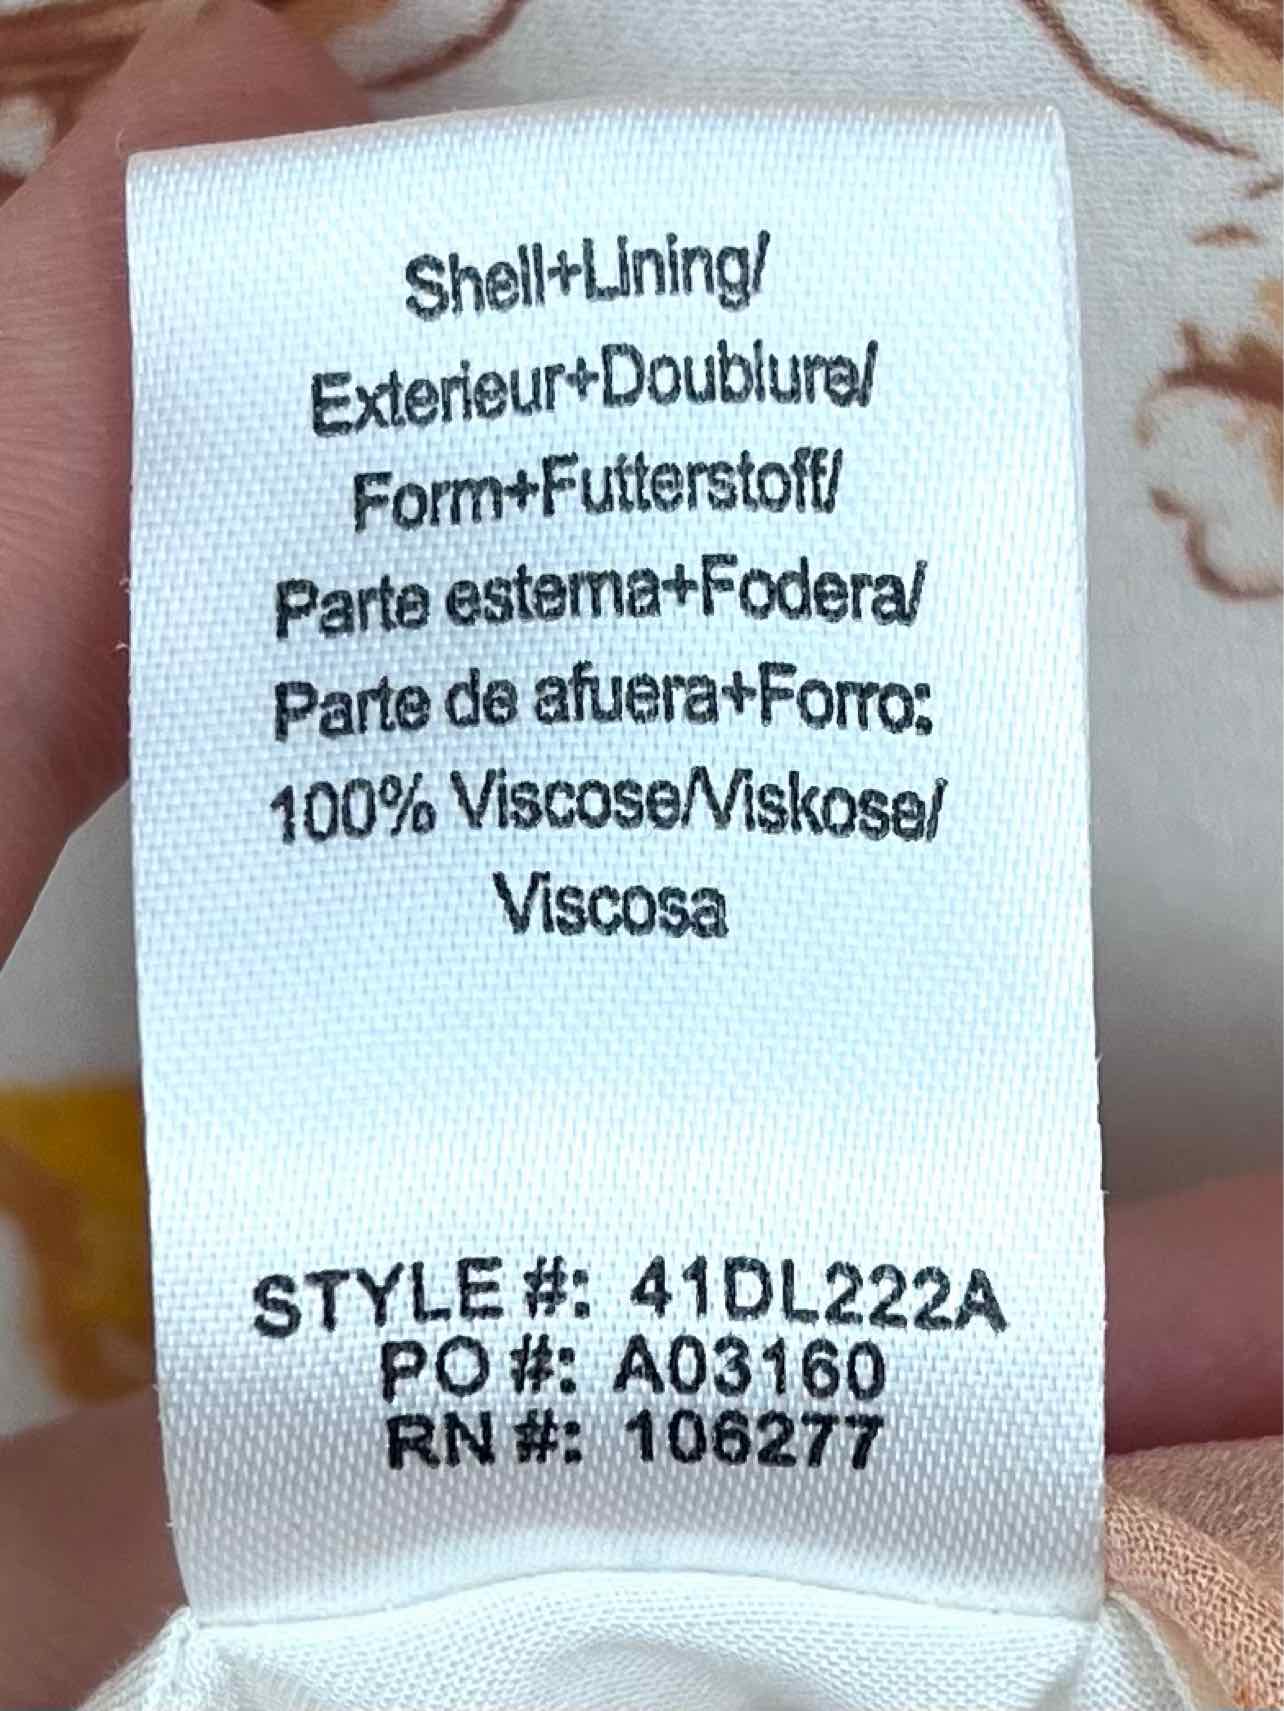 Shell+Lining/
Exterieur+Doublure/
Form+Futterstoff/
Parte esterna+Fodera/
Parte de afuera+Forro:
100% Viscose/Viskose/
Viscosa
STYLE #: 41DL222A
PO #: A03160
RN #: 106277